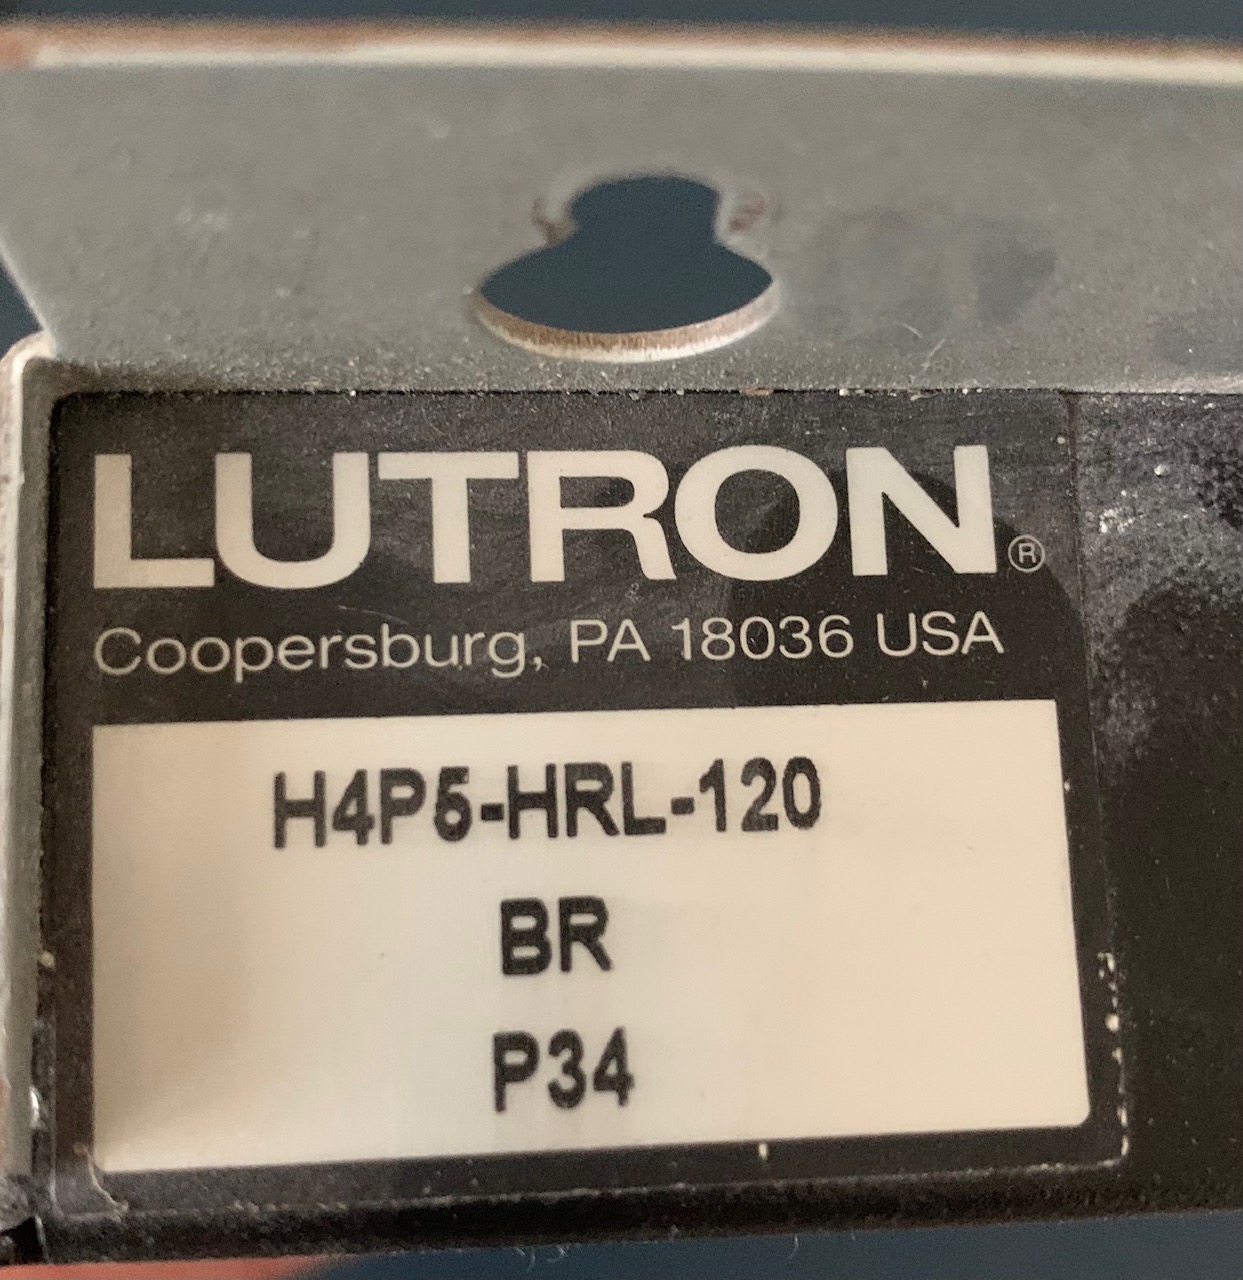 LUTRON®
Coopersburg, PA 18036 USA
H4P5-HRL-120
BR
P34